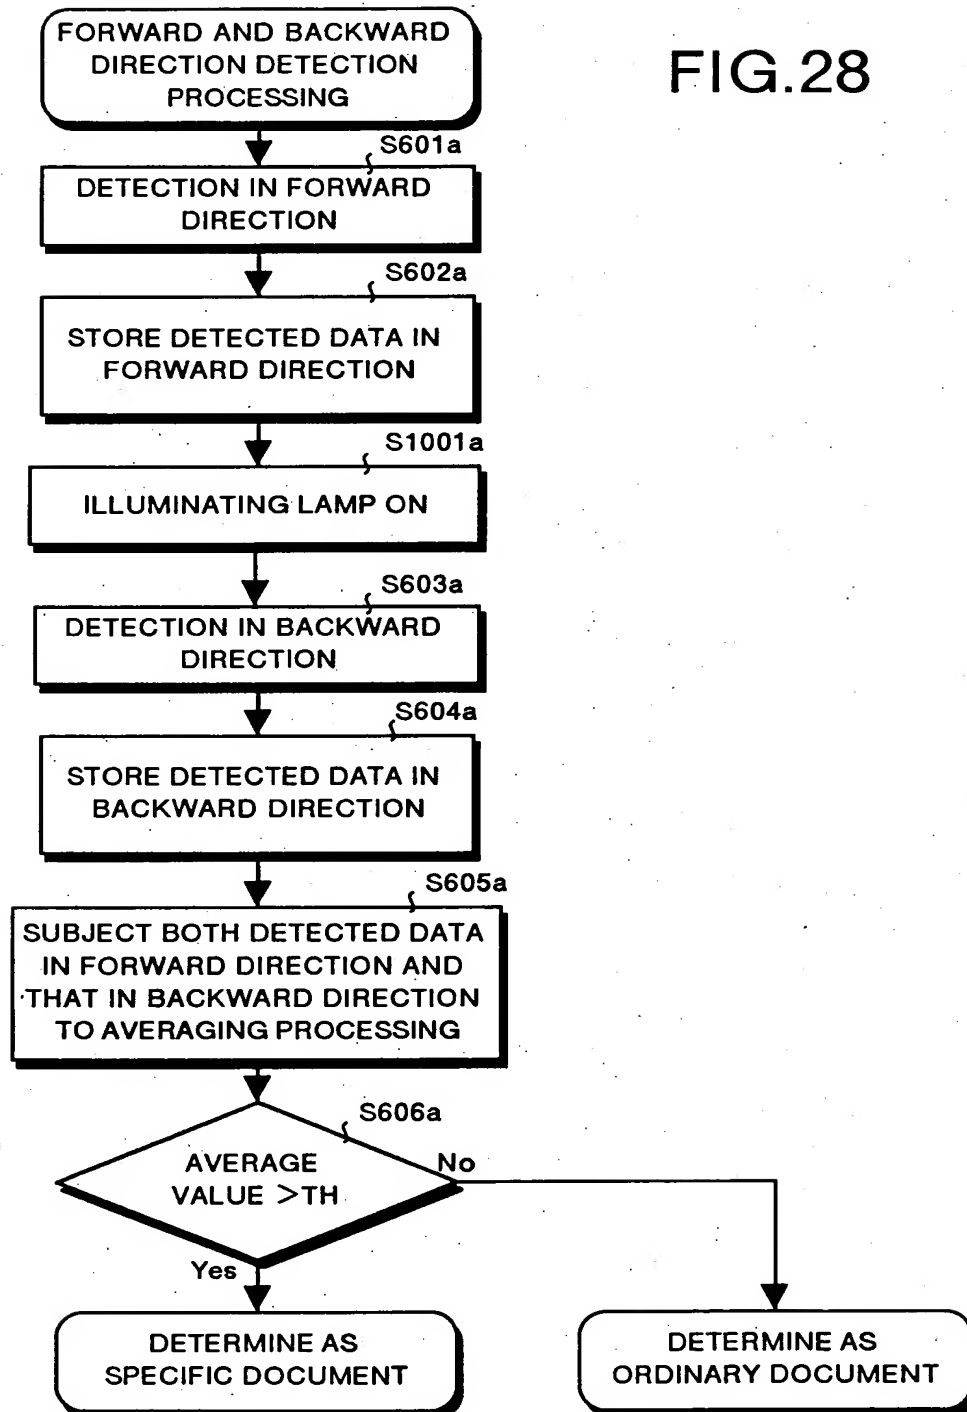 FORWARD AND BACKWARD
DIRECTION DETECTION
PROCESSING
FIG.28
S601a
DETECTION IN FORWARD
DIRECTION
S602a
STORE DETECTED DATA IN
FORWARD DIRECTION
S1001a
ILLUMINATING LAMP ON
S603a
DETECTION IN BACKWARD
DIRECTION
S604a
STORE DETECTED DATA IN
BACKWARD DIRECTION
S605a
SUBJECT BOTH DETECTED DATA
IN FORWARD DIRECTION AND
THAT IN BACKWARD DIRECTION
TO AVERAGING PROCESSING
S606a
AVERAGE
VALUE >TH
No
Yes
DETERMINE AS
SPECIFIC DOCUMENT
DETERMINE AS
ORDINARY DOCUMENT